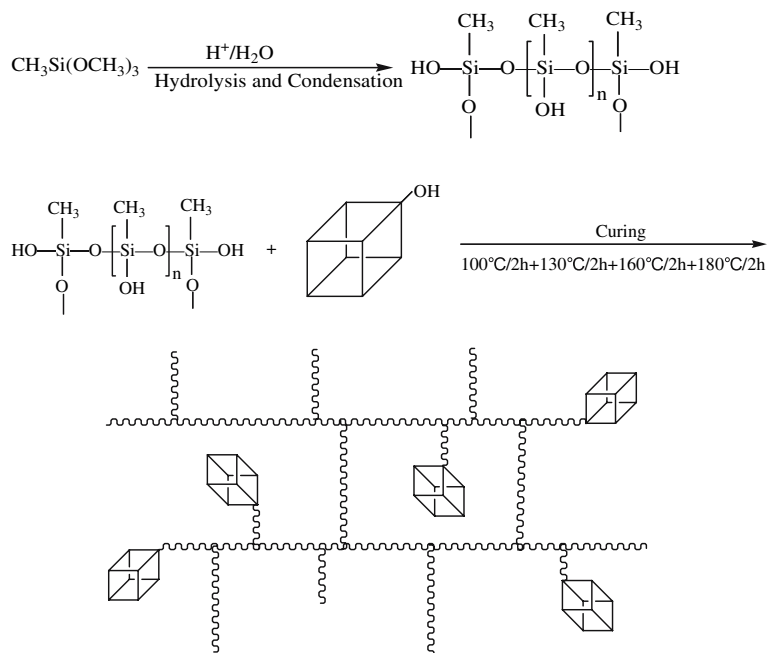 CH₃ CH₃ CH₃
CH₃Si(OCH₃)₃ H⁺/H₂O HO—Si—O—[Si—O]ₙ—Si—OH
Hydrolysis and Condensation
O OH O
OH
CH₃ CH₃ CH₃
HO—Si—O—[Si—O]ₙ—Si—OH + Curing
O OH O 100℃/2h+130℃/2h+160℃/2h+180℃/2h